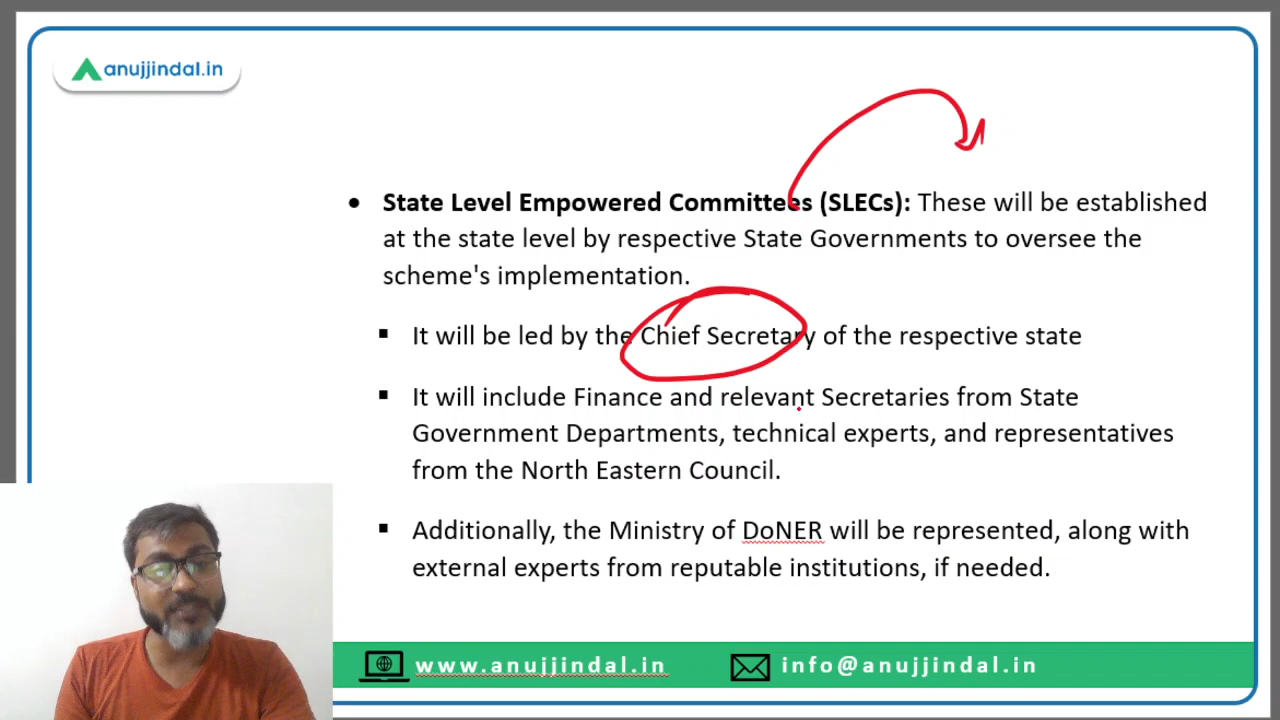 anujjindal.in
• State Level Empowered Committees (SLECs): These will be established
at the state level by respective State Governments to oversee the
scheme's implementation.
▪ It will be led by the Chief Secretary of the respective state
▪ It will include Finance and relevant Secretaries from State
Government Departments, technical experts, and representatives
from the North Eastern Council.
▪ Additionally, the Ministry of DoNER will be represented, along with
external experts from reputable institutions, if needed.
www.anujjindal.in info@anujjindal.in